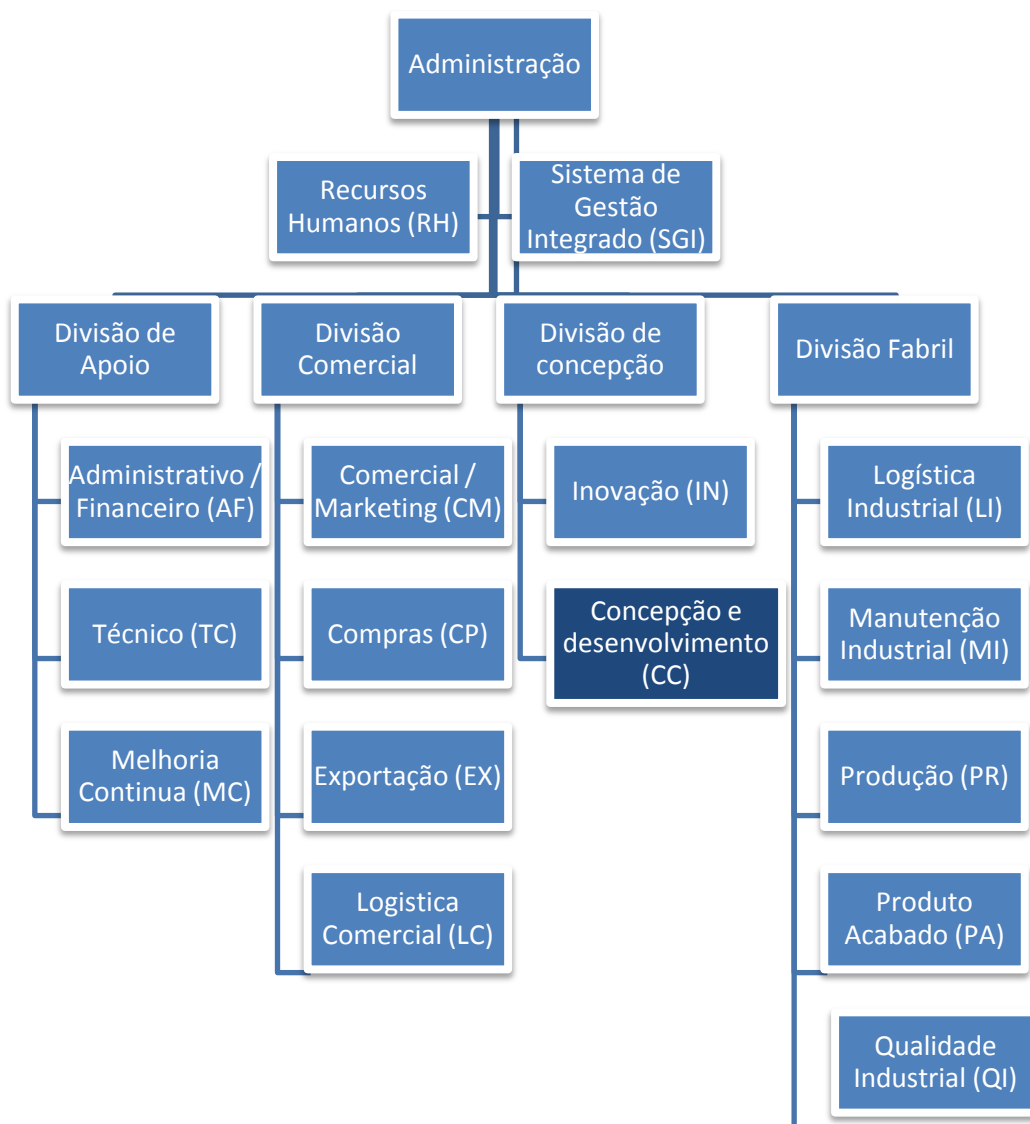 Administração
Recursos
Humanos (RH)
Sistema de
Gestão
Integrado (SGI)
Divisão de
Apoio
Divisão
Comercial
Divisão de
concepção
Divisão Fabril
Administrativo /
Financeiro (AF)
Comercial /
Marketing (CM)
Inovação (IN)
Logística
Industrial (LI)
Técnico (TC)
Compras (CP)
Concepção e
desenvolvimento
(CC)
Manutenção
Industrial (MI)
Melhoria
Continua (MC)
Exportação (EX)
Produção (PR)
Logistica
Comercial (LC)
Produto
Acabado (PA)
Qualidade
Industrial (QI)